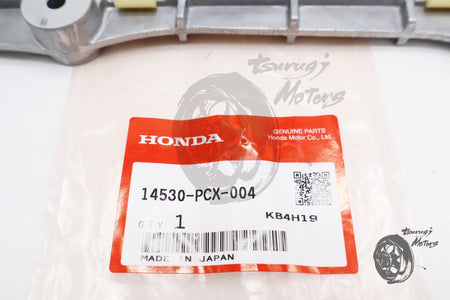 tsurugi
Motors
HONDA
GENUINE PARTS
Honda Motor Co., Ltd.
14530-PCX-004
QTY 1
KB4H19
MADE IN JAPAN
tsurugi
Motors